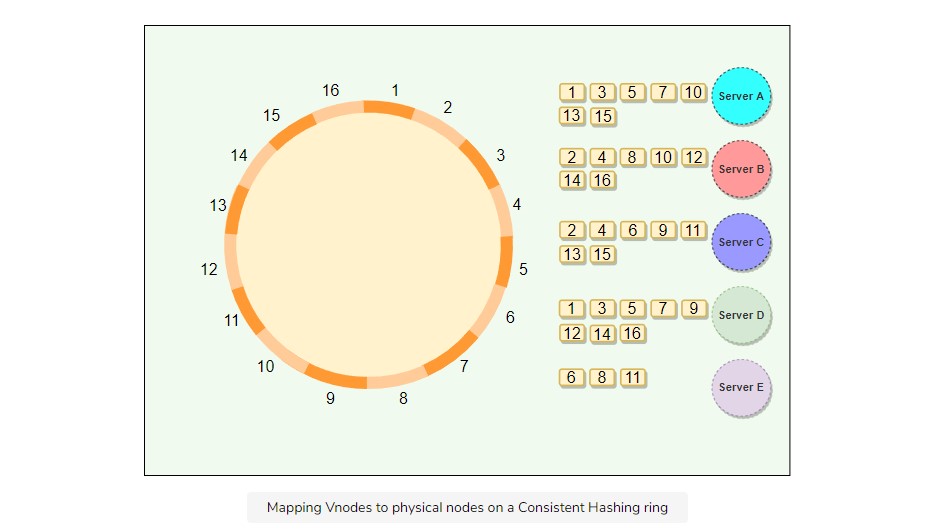 16 1
15 2
14 3
13 4
12 5
11 6
10 7
9 8
1 3 5 7 10 Server A
13 15
2 4 8 10 12 Server B
14 16
2 4 6 9 11 Server C
13 15
1 3 5 7 9 Server D
12 14 16
6 8 11 Server E
Mapping Vnodes to physical nodes on a Consistent Hashing ring